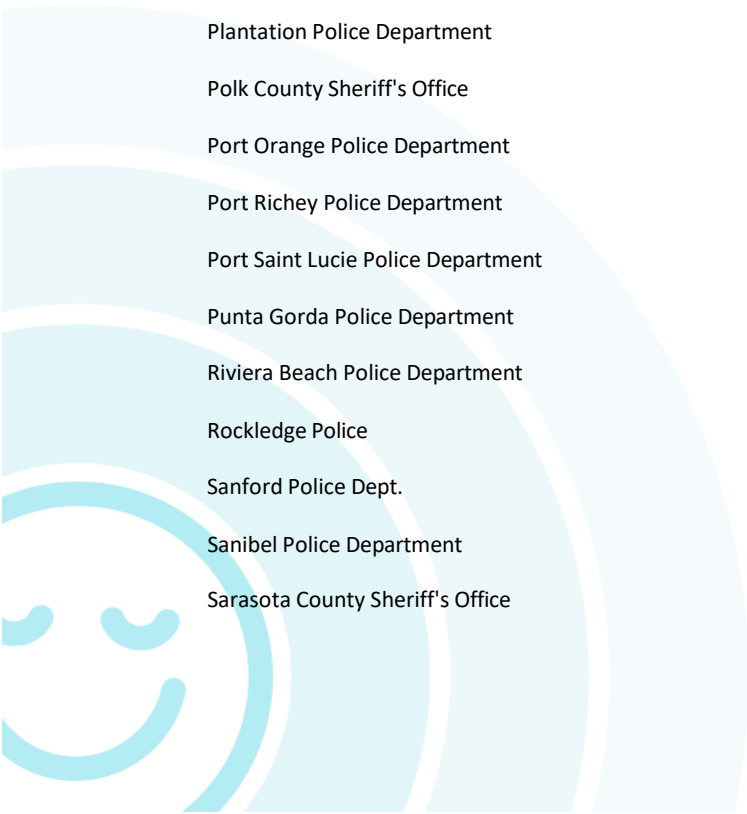 Plantation Police Department
Polk County Sheriff's Office
Port Orange Police Department
Port Richey Police Department
Port Saint Lucie Police Department
Punta Gorda Police Department
Riviera Beach Police Department
Rockledge Police
Sanford Police Dept.
Sanibel Police Department
Sarasota County Sheriff's Office